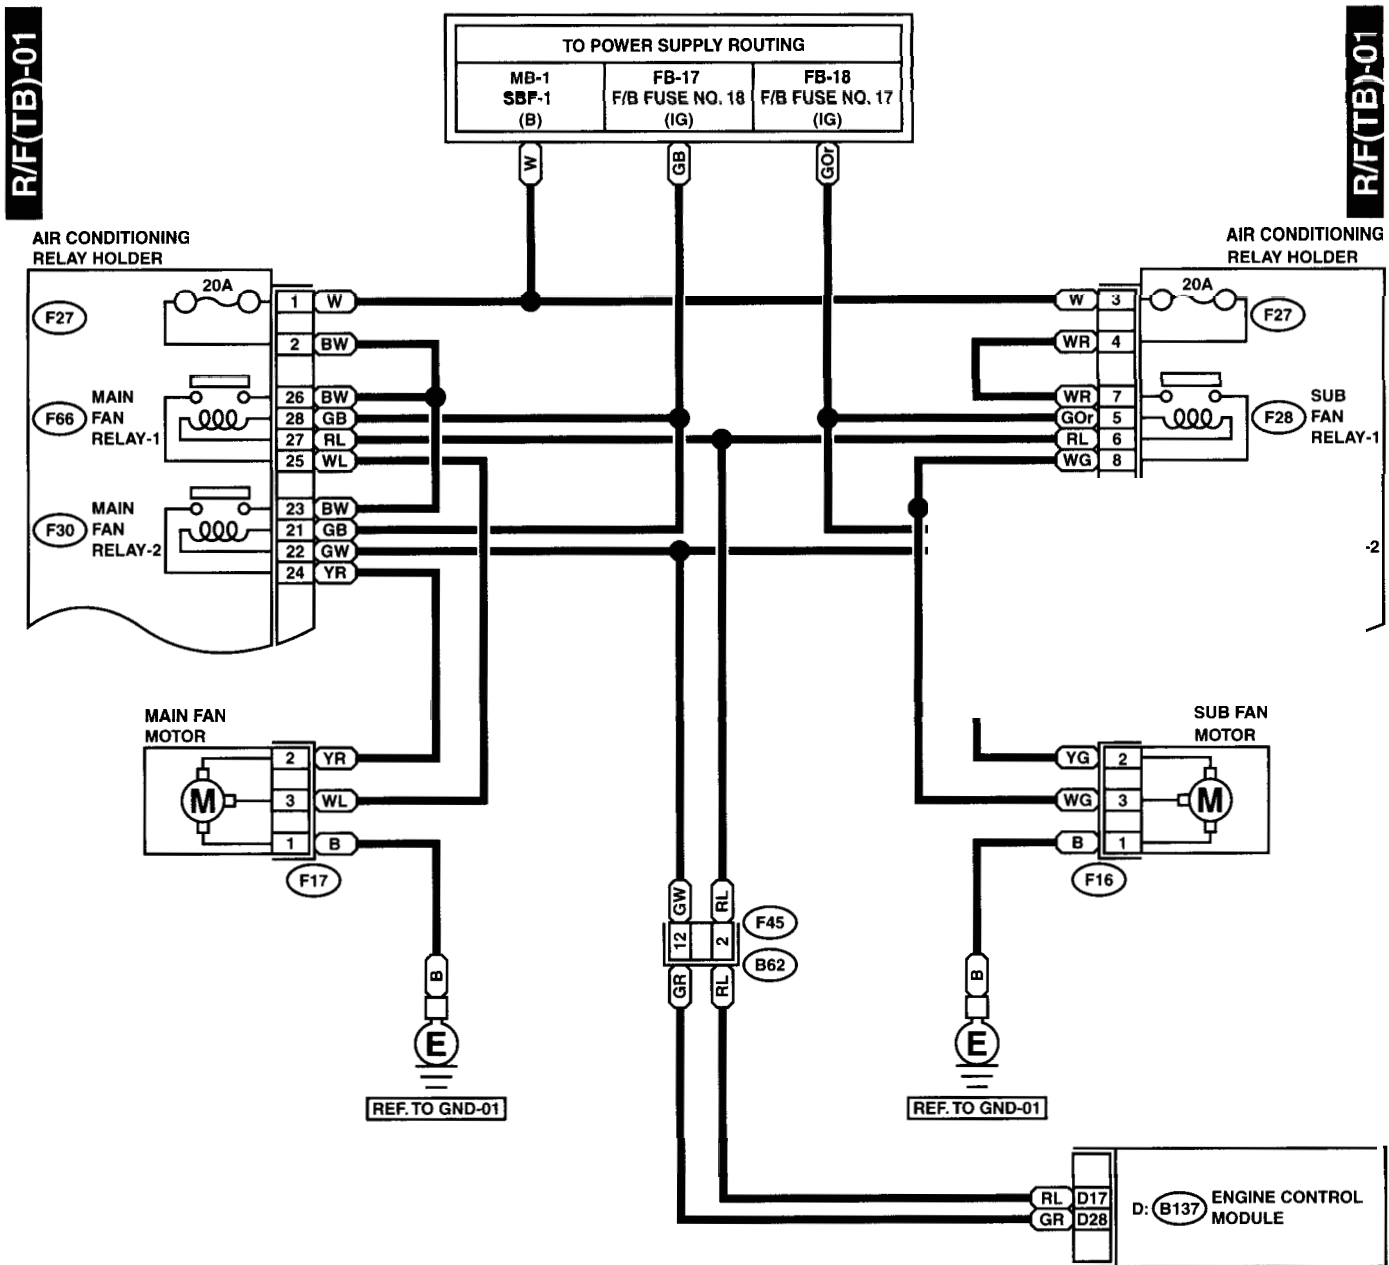 R/F(TB)-01
R/F(TB)-01
TO POWER SUPPLY ROUTING
MB-1
SBF-1
(B)
FB-17
F/B FUSE NO. 18
(IG)
FB-18
F/B FUSE NO. 17
(IG)
W
GB
GOr
AIR CONDITIONING
RELAY HOLDER
F27
20A
1 W
2 BW
MAIN
FAN
RELAY-1
F66
26 BW
28 GB
27 RL
25 WL
MAIN
FAN
RELAY-2
F30
23 BW
21 GB
22 GW
24 YR
AIR CONDITIONING
RELAY HOLDER
W 3
20A
F27
WR 4
WR 7
GOr 5
RL 6
WG 8
F28
SUB
FAN
RELAY-1
-2
MAIN FAN
MOTOR
M
2 YR
3 WL
1 B
F17
SUB FAN
MOTOR
YG 2
WG 3
B 1
M
F16
GW
RL
12
2
F45
B62
GR
RL
B
E
REF. TO GND-01
B
E
REF. TO GND-01
RL D17
GR D28
D: B137
ENGINE CONTROL
MODULE